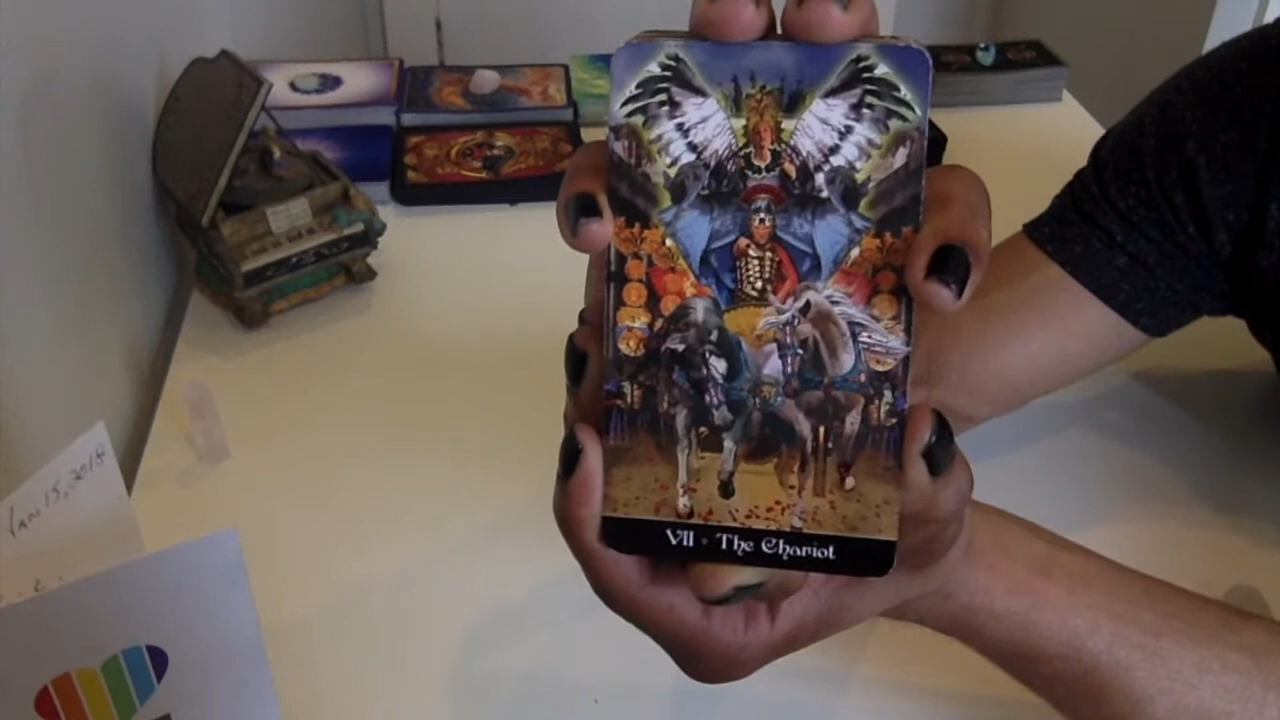 VII • The Chariot
Jan 15, 2018